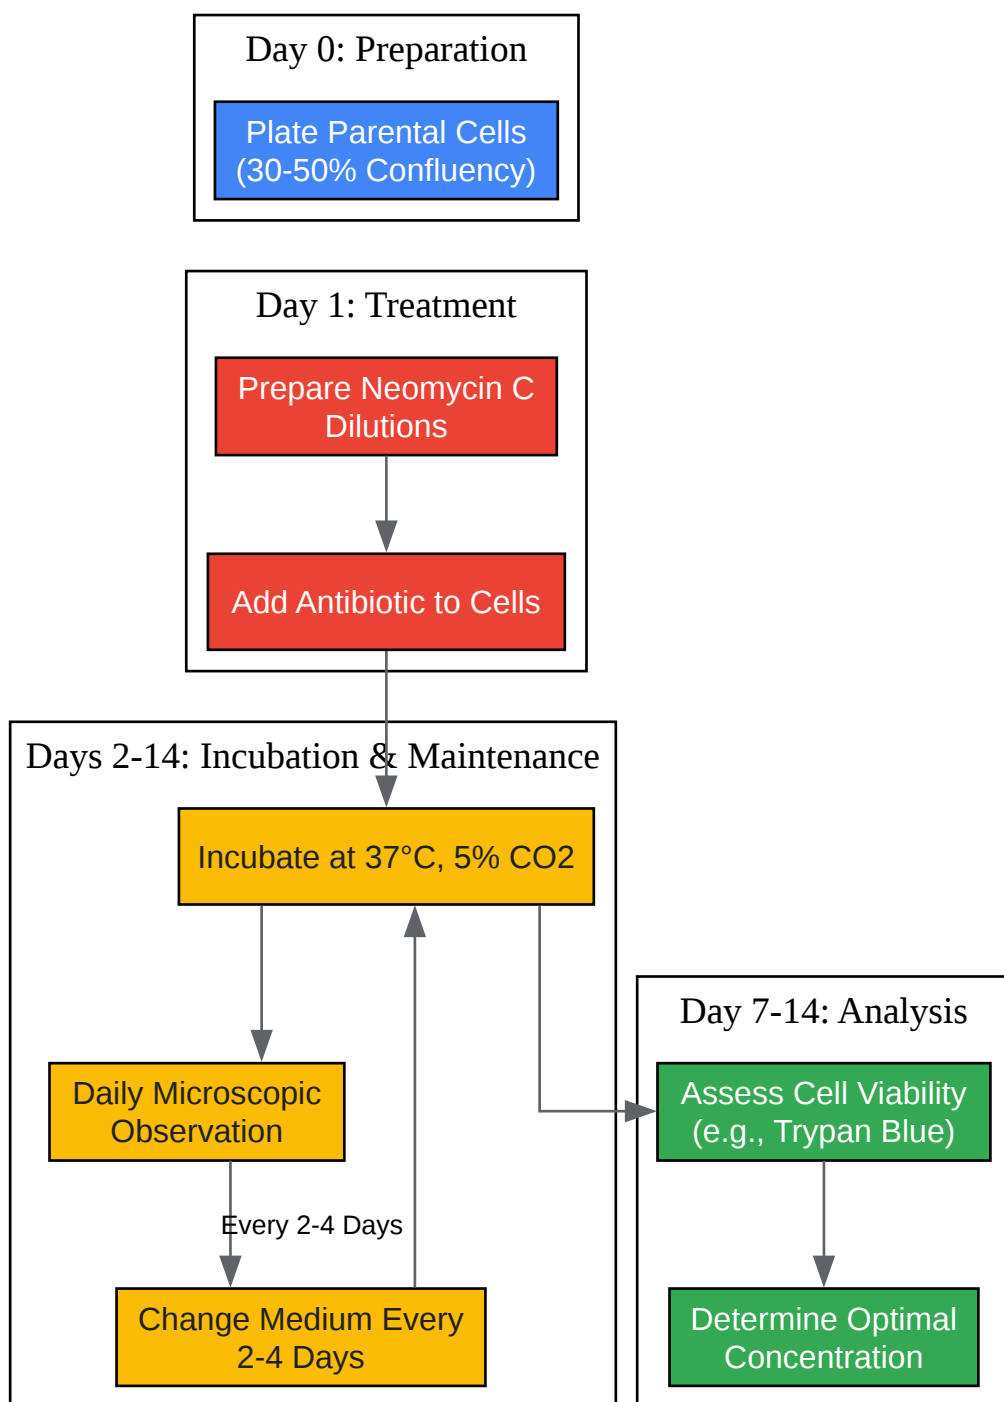 Day 0: Preparation
Plate Parental Cells
(30-50% Confluency)
Day 1: Treatment
Prepare Neomycin C
Dilutions
Add Antibiotic to Cells
Days 2-14: Incubation & Maintenance
Incubate at 37°C, 5% CO2
Daily Microscopic
Observation
Every 2-4 Days
Change Medium Every
2-4 Days
Day 7-14: Analysis
Assess Cell Viability
(e.g., Trypan Blue)
Determine Optimal
Concentration